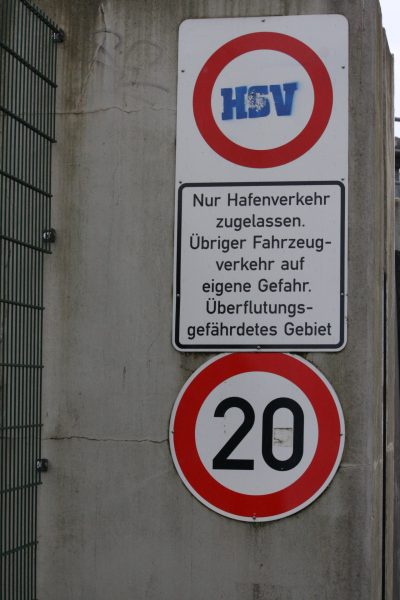 HSV
Nur Hafenverkehr
zugelassen.
Übriger Fahrzeug-
verkehr auf
eigene Gefahr.
Überflutungs-
gefährdetes Gebiet
20